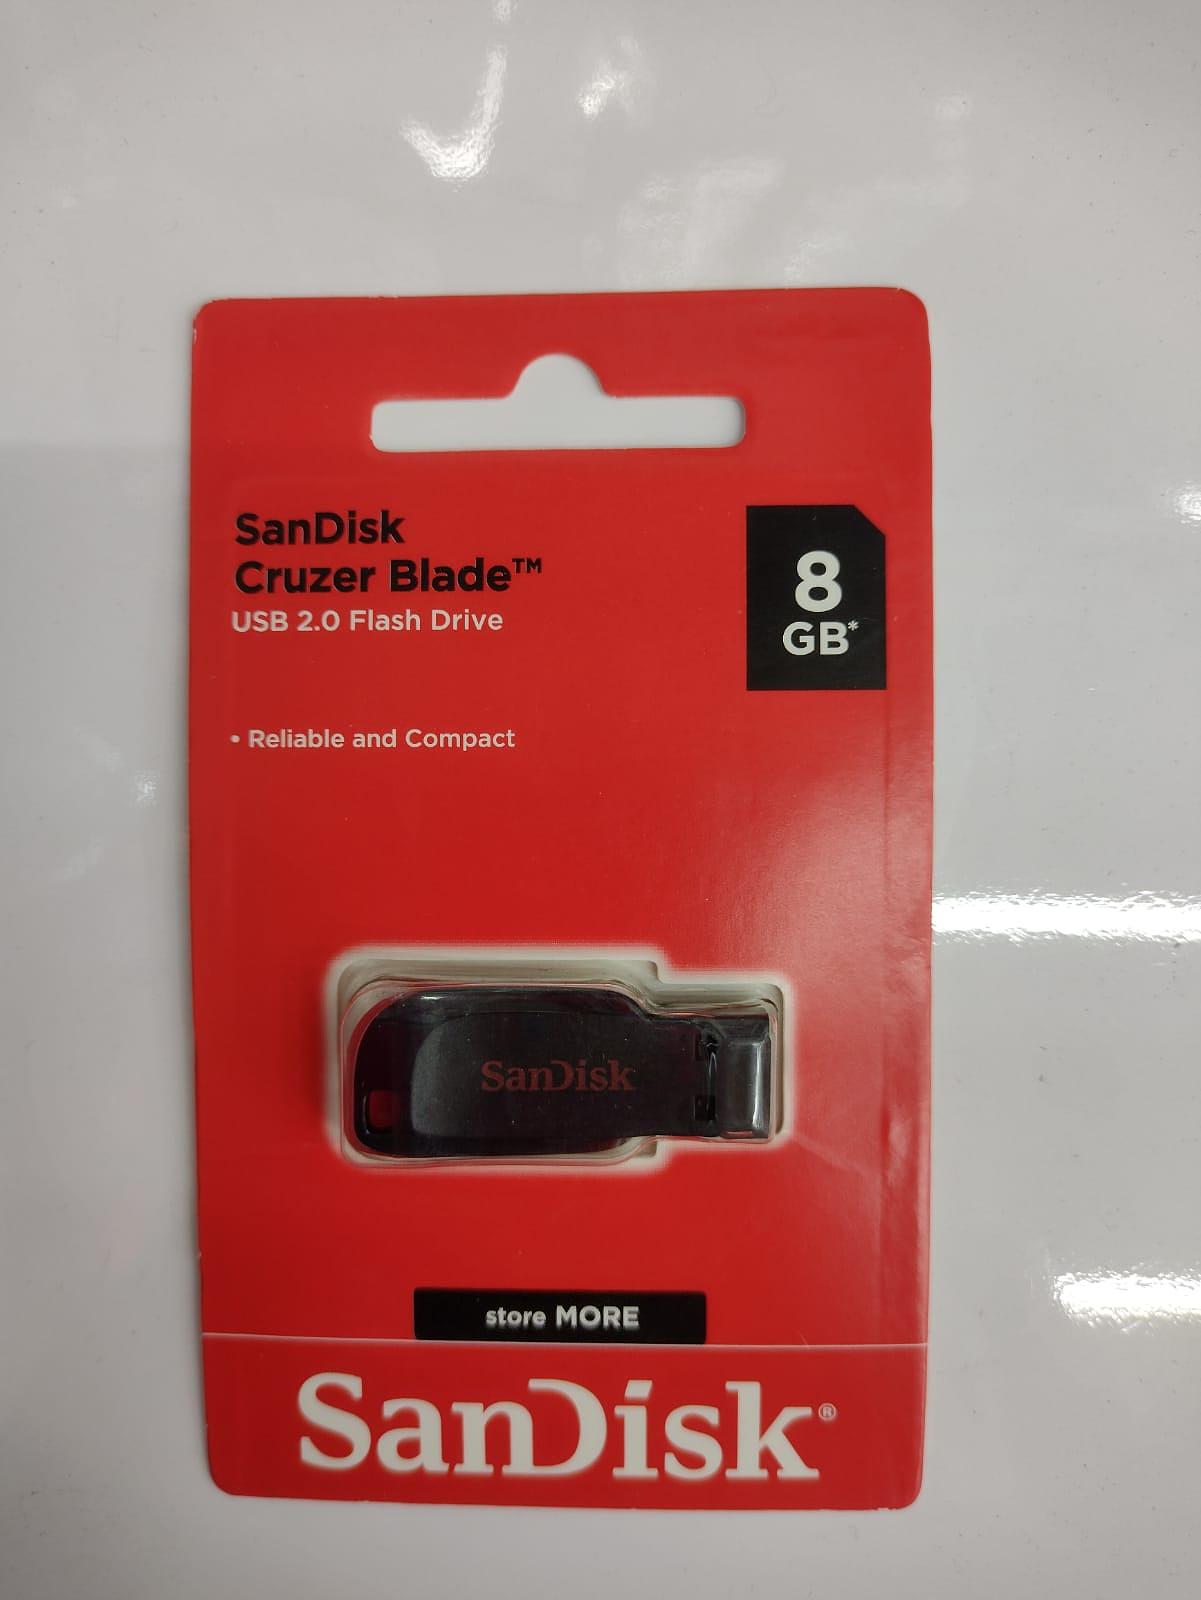 SanDisk
Cruzer Blade™
USB 2.0 Flash Drive
8
GB*
• Reliable and Compact
SanDisk
store MORE
SanDisk®